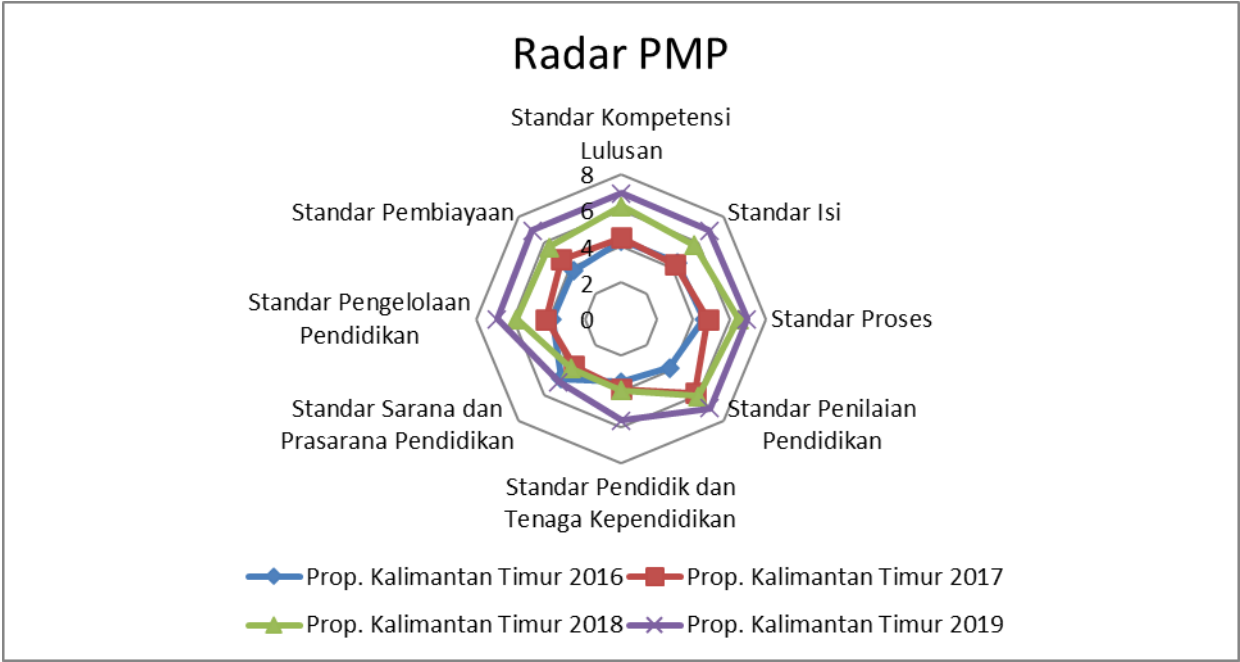 Radar PMP
Standar Kompetensi
Lulusan
8
6
4
2
0
Standar Isi
Standar Proses
Standar Penilaian
Pendidikan
Standar Pendidik dan
Tenaga Kependidikan
Standar Sarana dan
Prasarana Pendidikan
Standar Pengelolaan
Pendidikan
Standar Pembiayaan
Prop. Kalimantan Timur 2016
Prop. Kalimantan Timur 2017
Prop. Kalimantan Timur 2018
Prop. Kalimantan Timur 2019